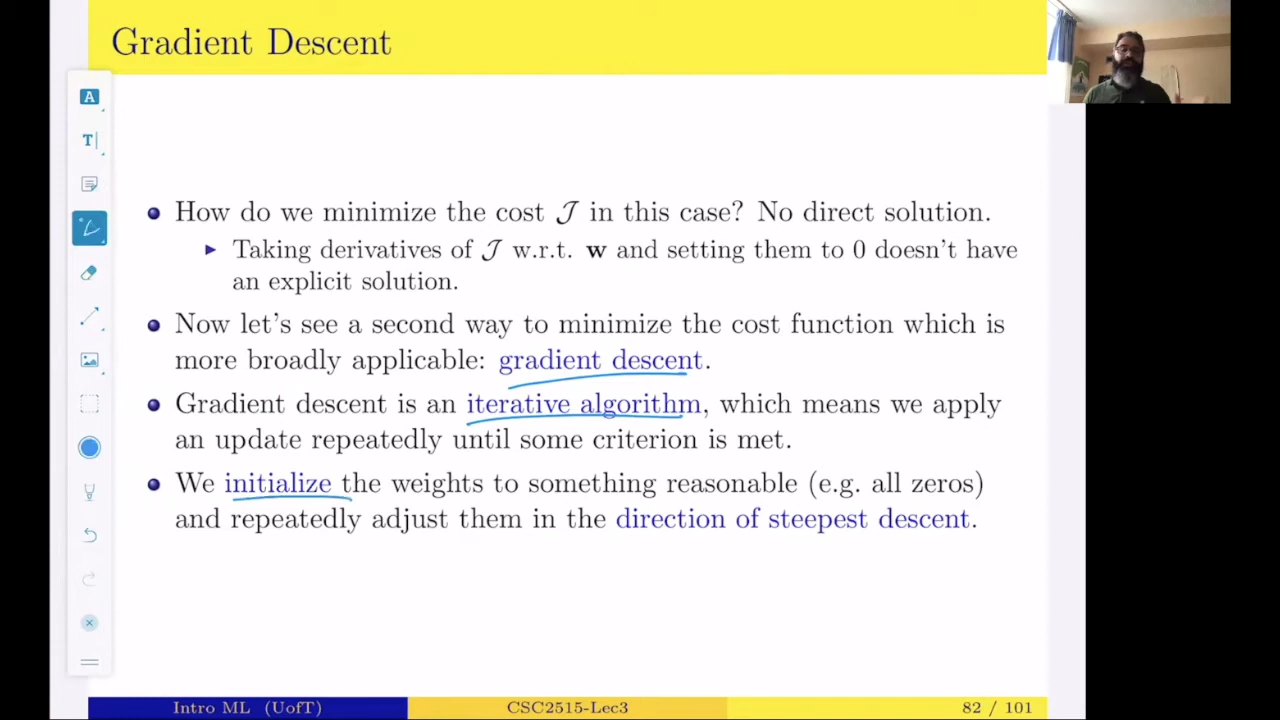 Gradient Descent
A
T
How do we minimize the cost 𝒥 in this case? No direct solution.
Taking derivatives of 𝒥 w.r.t. w and setting them to 0 doesn't have
an explicit solution.
Now let's see a second way to minimize the cost function which is
more broadly applicable: gradient descent.
Gradient descent is an iterative algorithm, which means we apply
an update repeatedly until some criterion is met.
We initialize the weights to something reasonable (e.g. all zeros)
and repeatedly adjust them in the direction of steepest descent.
Intro ML (UofT) CSC2515-Lec3 82 / 101